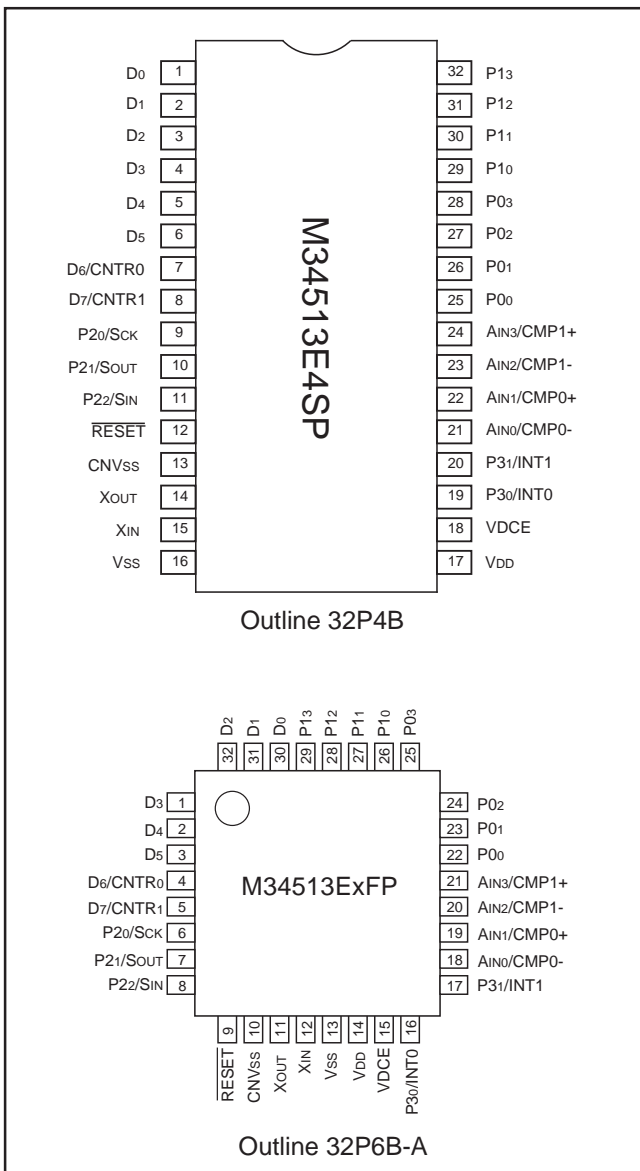 D0 1 32 P13
D1 2 31 P12
D2 3 30 P11
D3 4 29 P10
D4 5 28 P03
D5 6 27 P02
D6/CNTR0 7 26 P01
D7/CNTR1 8 25 P00
P20/SCK 9 24 AIN3/CMP1+
P21/SOUT 10 23 AIN2/CMP1-
P22/SIN 11 22 AIN1/CMP0+
RESET 12 21 AIN0/CMP0-
CNVSS 13 20 P31/INT1
XOUT 14 19 P30/INT0
XIN 15 18 VDCE
VSS 16 17 VDD
M34513E4SP
Outline 32P4B
D2 D1 D0 P13 P12 P11 P10 P03
32 31 30 29 28 27 26 25
D3 1 24 P02
D4 2 23 P01
D5 3 22 P00
D6/CNTR0 4 21 AIN3/CMP1+
D7/CNTR1 5 20 AIN2/CMP1-
P20/SCK 6 19 AIN1/CMP0+
P21/SOUT 7 18 AIN0/CMP0-
P22/SIN 8 17 P31/INT1
M34513ExFP
9 10 11 12 13 14 15 16
RESET CNVSS XOUT XIN VSS VDD VDCE P30/INT0
Outline 32P6B-A